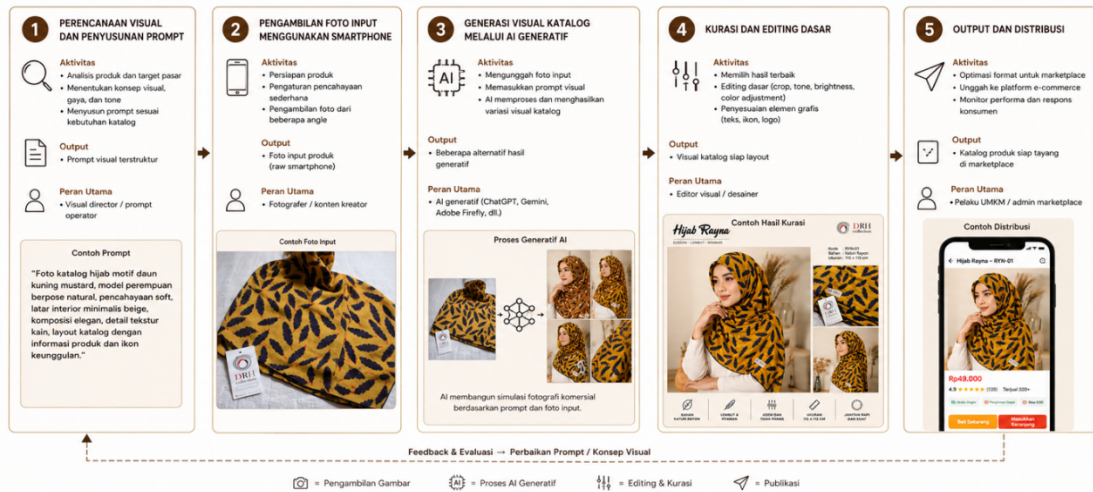 1
PERENCANAAN VISUAL
DAN PENYUSUNAN PROMPT
Aktivitas
• Analisis produk dan target pasar
• Menentukan konsep visual,
gaya, dan tone
• Menyusun prompt sesuai
kebutuhan katalog
Output
• Prompt visual terstruktur
Peran Utama
• Visual director / prompt
operator
Contoh Prompt
"Foto katalog hijab motif daun
kuning mustard, model perempuan
berpose natural, pencahayaan soft,
latar interior minimalis beige,
komposisi elegan, detail tekstur
kain, layout katalog dengan
informasi produk dan ikon
keunggulan."
2
PENGAMBILAN FOTO INPUT
MENGGUNAKAN SMARTPHONE
Aktivitas
• Persiapan produk
• Pengaturan pencahayaan
sederhana
• Pengambilan foto dari
beberapa angle
Output
• Foto input produk
(raw smartphone)
Peran Utama
• Fotografer / konten kreator
Contoh Foto Input
DRH
3
GENERASI VISUAL KATALOG
MELALUI AI GENERATIF
AI
Aktivitas
• Mengunggah foto input
• Memasukkan prompt visual
• AI memproses dan menghasilkan
variasi visual katalog
Output
• Beberapa alternatif hasil
generatif
Peran Utama
• AI generatif (ChatGPT, Gemini,
Adobe Firefly, dll.)
Proses Generatif AI
AI membangun simulasi fotografi komersial
berdasarkan prompt dan foto input.
4
KURASI DAN EDITING DASAR
Aktivitas
• Memilih hasil terbaik
• Editing dasar (crop, tone, brightness,
color adjustment)
• Penyesuaian elemen grafis
(teks, ikon, logo)
Output
• Visual katalog siap layout
Peran Utama
• Editor visual / desainer
Contoh Hasil Kurasi
Hijab Rayna
DRH
5
OUTPUT DAN DISTRIBUSI
Aktivitas
• Optimasi format untuk marketplace
• Unggah ke platform e-commerce
• Monitor performa dan respons
konsumen
Output
• Katalog produk siap tayang
di marketplace
Peran Utama
• Pelaku UMKM / admin marketplace
Contoh Distribusi
Hijab Rayna – RYN-01
Rp49.000
4.9
Feedback & Evaluasi → Perbaikan Prompt / Konsep Visual
= Pengambilan Gambar
AI = Proses AI Generatif
= Editing & Kurasi
= Publikasi